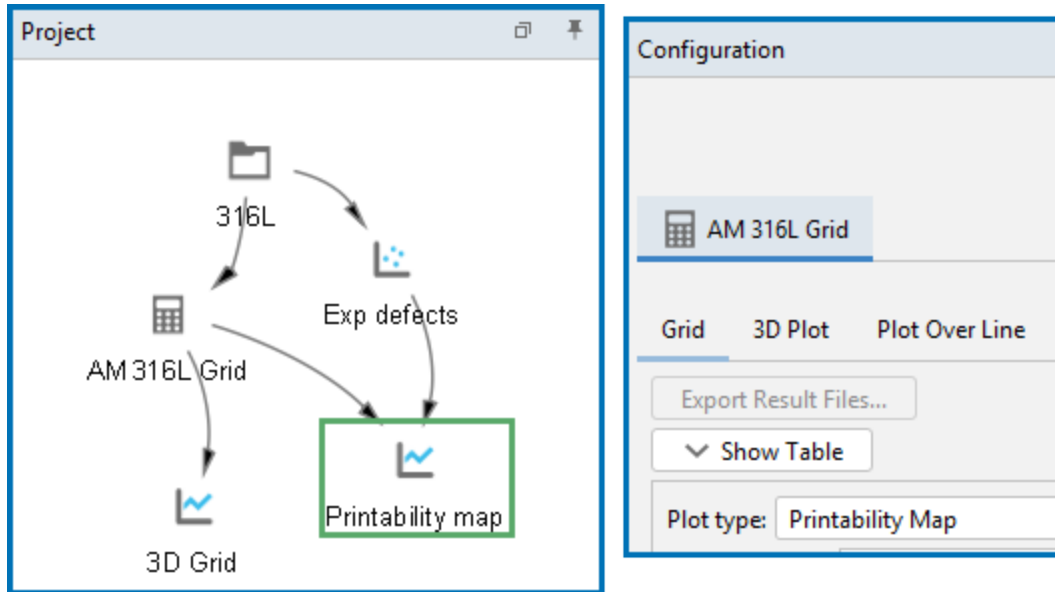 Project
316L
Exp defects
AM 316L Grid
Printability map
3D Grid
Configuration
AM 316L Grid
Grid 3D Plot Plot Over Line
Export Result Files...
Show Table
Plot type: Printability Map